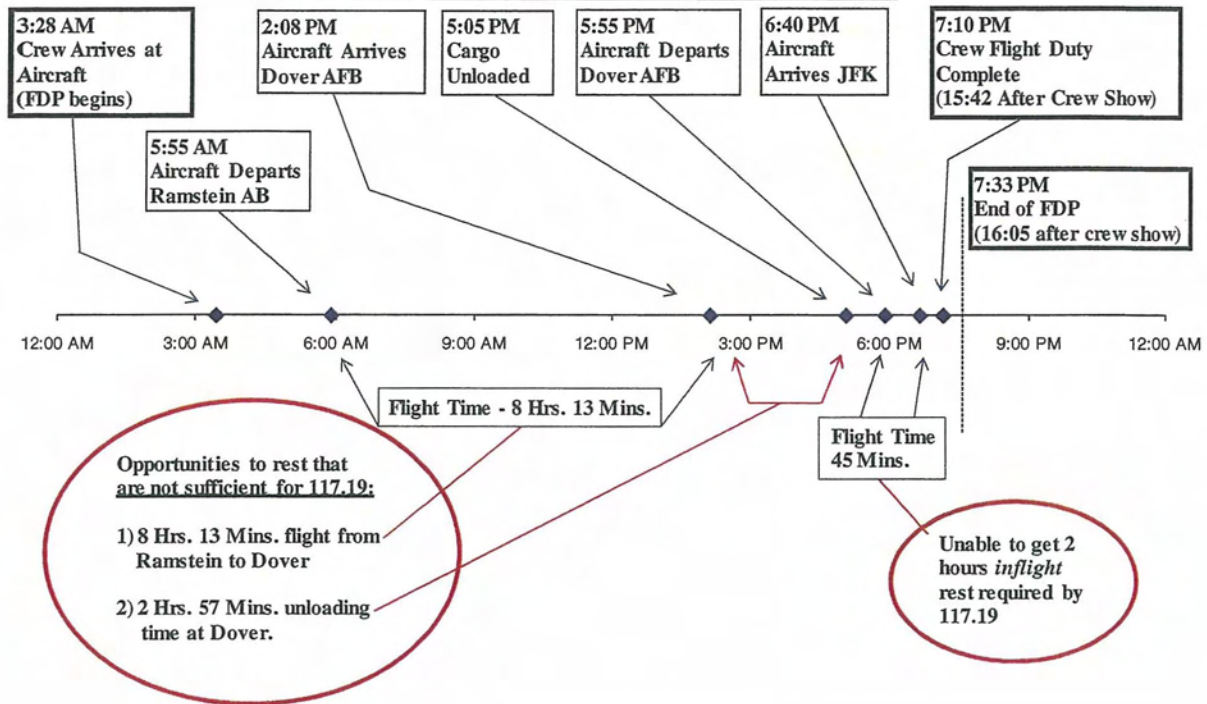 3:28 AM
Crew Arrives at
Aircraft
(FDP begins)
2:08 PM
Aircraft Arrives
Dover AFB
5:05 PM
Cargo
Unloaded
5:55 PM
Aircraft Departs
Dover AFB
6:40 PM
Aircraft
Arrives JFK
7:10 PM
Crew Flight Duty
Complete
(15:42 After Crew Show)
5:55 AM
Aircraft Departs
Ramstein AB
7:33 PM
End of FDP
(16:05 after crew show)
12:00 AM
3:00 AM
6:00 AM
9:00 AM
12:00 PM
3:00 PM
6:00 PM
9:00 PM
12:00 AM
Flight Time - 8 Hrs. 13 Mins.
Flight Time
45 Mins.
Opportunities to rest that
are not sufficient for 117.19:
1) 8 Hrs. 13 Mins. flight from
Ramstein to Dover
2) 2 Hrs. 57 Mins. unloading
time at Dover.
Unable to get 2
hours inflight
rest required by
117.19